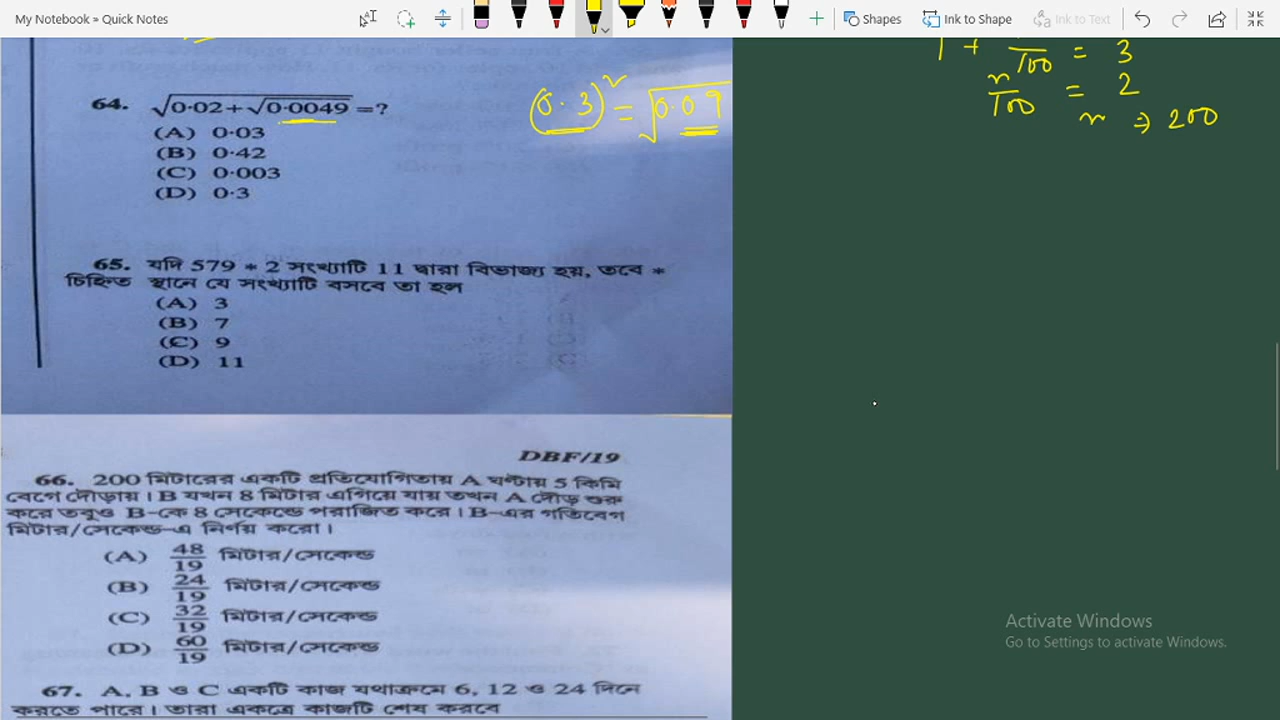 My Notebook » Quick Notes
Shapes
Ink to Shape
Ink to Text
64. √0·02+√0·0049 =?
(A) 0·03
(B) 0·42
(C) 0·003
(D) 0·3
(0.3)² = √0.09
1 + r/100 = 3
r/100 = 2
r ⇒ 200
65. যদি 579 * 2 সংখ্যাটি 11 দ্বারা বিভাজ্য হয়, তবে *
চিহ্নিত স্থানে যে সংখ্যাটি বসবে তা হল
(A) 3
(B) 7
(C) 9
(D) 11
DBF/19
66. 200 মিটারের একটি প্রতিযোগিতায় A ঘণ্টায় 5 কিমি
বেগে দৌড়ায়। B যখন 8 মিটার এগিয়ে যায় তখন A দৌড় শুরু
করে তবুও B-কে 8 সেকেন্ডে পরাজিত করে। B-এর গতিবেগ
মিটার/সেকেন্ড-এ নির্ণয় করো।
(A) 48/19 মিটার/সেকেন্ড
(B) 24/19 মিটার/সেকেন্ড
(C) 32/19 মিটার/সেকেন্ড
(D) 60/19 মিটার/সেকেন্ড
67. A, B ও C একটি কাজ যথাক্রমে 6, 12 ও 24 দিনে
করতে পারে। তারা একত্রে কাজটি শেষ করবে
Activate Windows
Go to Settings to activate Windows.